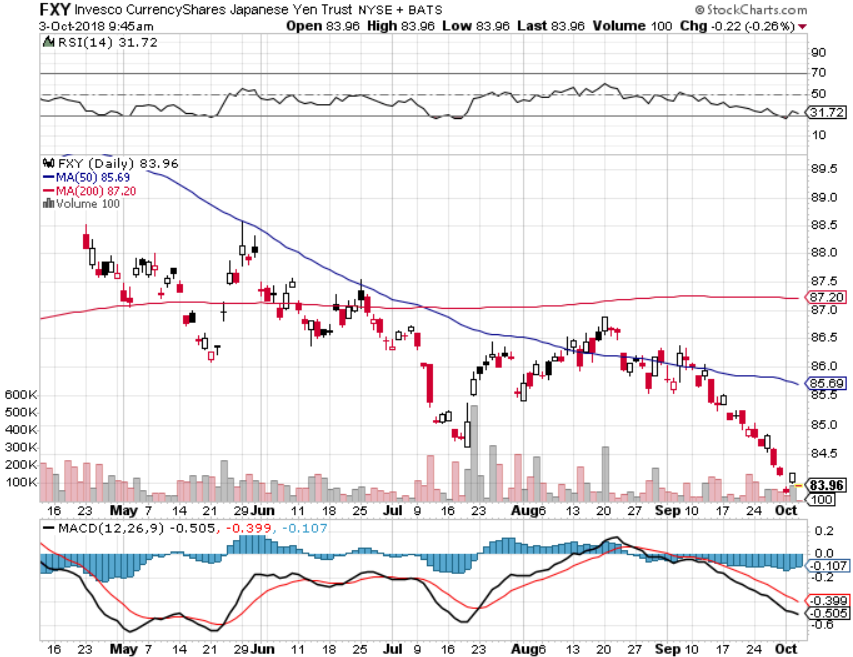 FXY Invesco CurrencyShares Japanese Yen Trust NYSE + BATS
© StockCharts.com
3-Oct-2018 9:45am
Open 83.96 High 83.96 Low 83.96 Last 83.96 Volume 100 Chg -0.22 (-0.26%)
RSI(14) 31.72
90
70
50
31.72
10
FXY (Daily) 83.96
MA(50) 85.69
MA(200) 87.20
Volume 100
89.5
89.0
88.5
88.0
87.5
87.20
87.0
86.5
86.0
85.69
85.5
85.0
84.5
83.96
100
600K
500K
400K
300K
200K
100K
16 23 May 7 14 21 29 Jun 11 18 25 Jul 9 16 23 Aug 6 13 20 27 Sep 10 17 24 Oct
MACD(12,26,9) -0.505, -0.399, -0.107
0.2
0.0
-0.107
-0.2
-0.399
-0.505
-0.6
16 23 May 7 14 21 29 Jun 11 18 25 Jul 9 16 23 Aug 6 13 20 27 Sep 10 17 24 Oct